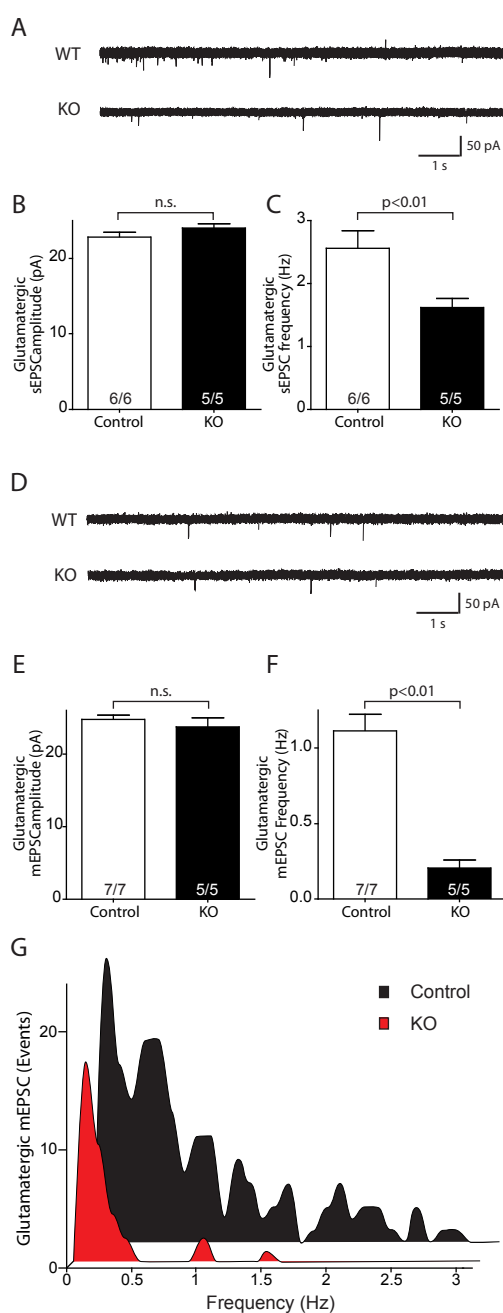 A
WT
KO
50 pA
1 s
B
n.s.
Glutamatergic
sEPSCamplitude (pA)
20
10
0
6/6
5/5
Control
KO
C
p<0.01
Glutamatergic
sEPSC frequency (Hz)
3
2
1
0
6/6
5/5
Control
KO
D
WT
KO
50 pA
1 s
E
n.s.
Glutamatergic
mEPSCamplitude (pA)
20
10
0
7/7
5/5
Control
KO
F
p<0.01
Glutamatergic
mEPSC Frequency (Hz)
1.0
0.5
0.0
7/7
5/5
Control
KO
G
Control
KO
Glutamatergic mEPSC (Events)
20
10
0
0 0.5 1.0 1.5 2 2.5 3
Frequency (Hz)